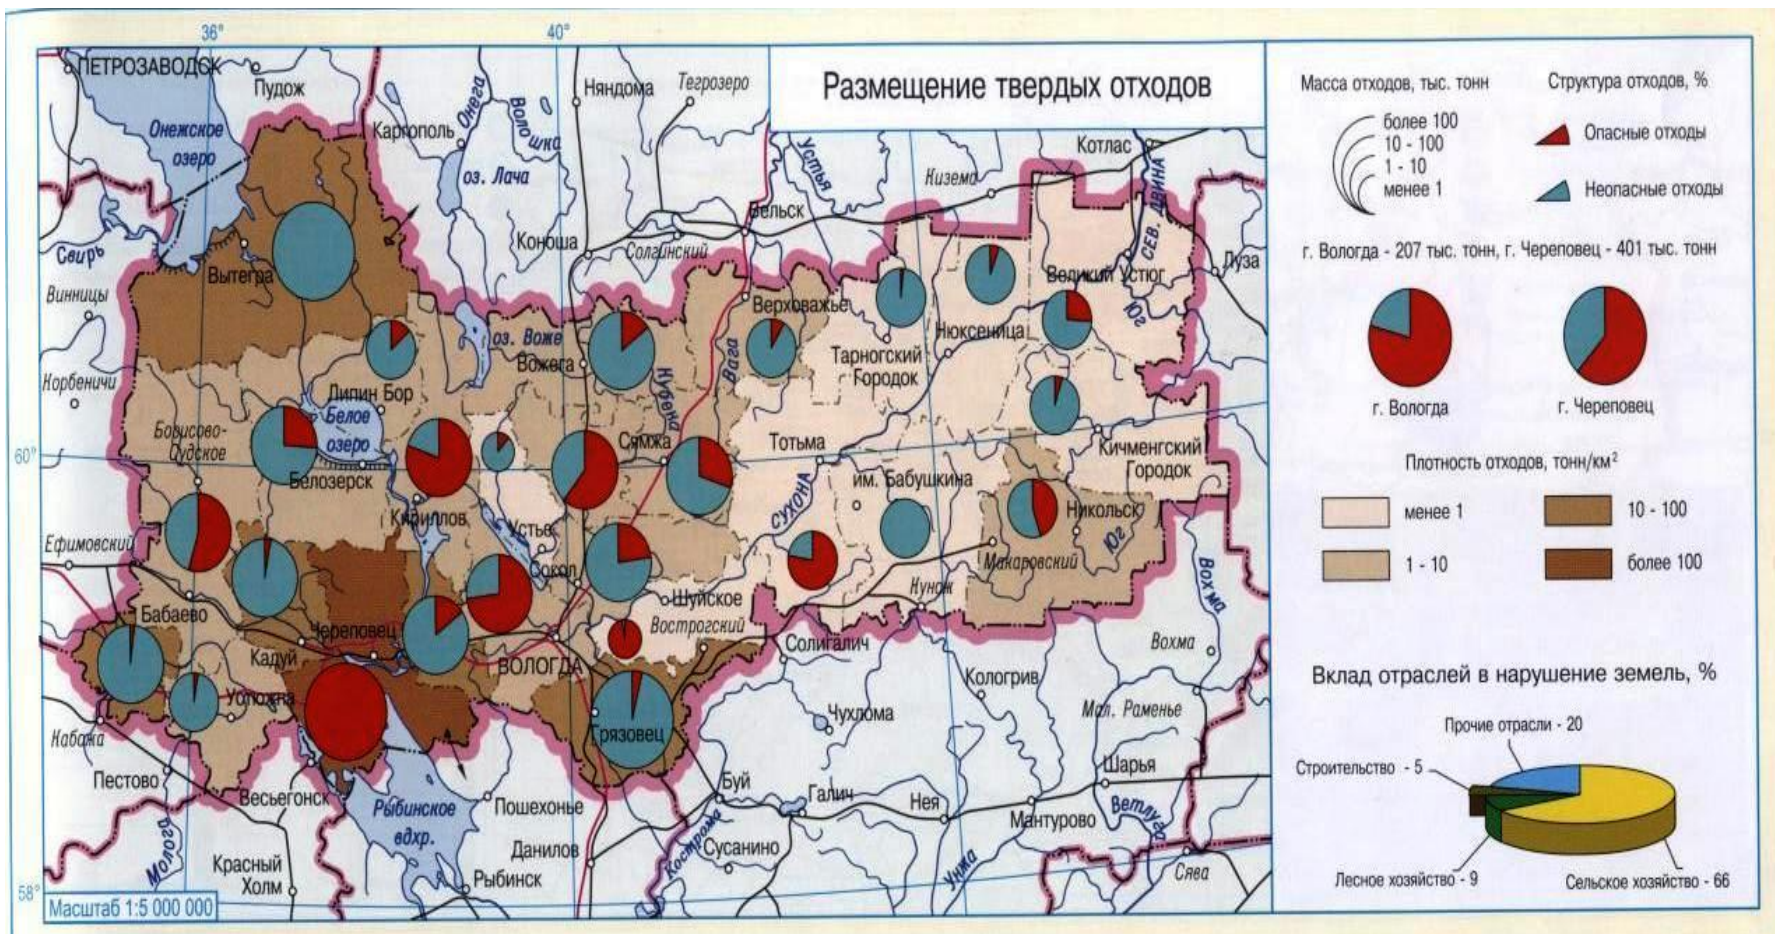 36°
40°
Размещение твердых отходов
ПЕТРОЗАВОДСК
Пудож
Онежское
озеро
Каргополь
Онега
Волошка
оз. Лача
Няндома
Тегрозеро
Устья
Кизема
Котлас
СЕВ. ДВИНА
Вельск
Коноша
Солгинский
Свирь
Винницы
Вытегра
Луза
Великий Устюг
Юг
Верховажье
Нюксеница
Тарногский
Городок
оз. Воже
Вожега
Кубена
Вага
Корбеничи
Липин Бор
Белое
озеро
Борисово-
Судское
60°
Белозерск
Сямжа
Тотьма
Кичменгский
Городок
им. Бабушкина
СУХОНА
Кириллов
Устье
Никольск
Юг
Ефимовский
Сокол
Макаровский
Кунож
Вохма
Бабаево
Шуйское
Вострогский
Череповец
Кадуй
ВОЛОГДА
Солигалич
Вохма
Устюжна
Кологрив
Мал. Раменье
Кабажа
Грязовец
Чухлома
Пестово
Весьегонск
Рыбинское
вдхр.
Пошехонье
Буй
Галич
Нея
Шарья
Мантурово
Ветлуга
Молога
Красный
Холм
Данилов
Кострома
Сусанино
Унжа
Сява
Рыбинск
58°
Масштаб 1:5 000 000
Масса отходов, тыс. тонн
более 100
10 - 100
1 - 10
менее 1
Структура отходов, %
Опасные отходы
Неопасные отходы
г. Вологда - 207 тыс. тонн, г. Череповец - 401 тыс. тонн
г. Вологда
г. Череповец
Плотность отходов, тонн/км²
менее 1
10 - 100
1 - 10
более 100
Вклад отраслей в нарушение земель, %
Прочие отрасли - 20
Строительство - 5
Лесное хозяйство - 9
Сельское хозяйство - 66